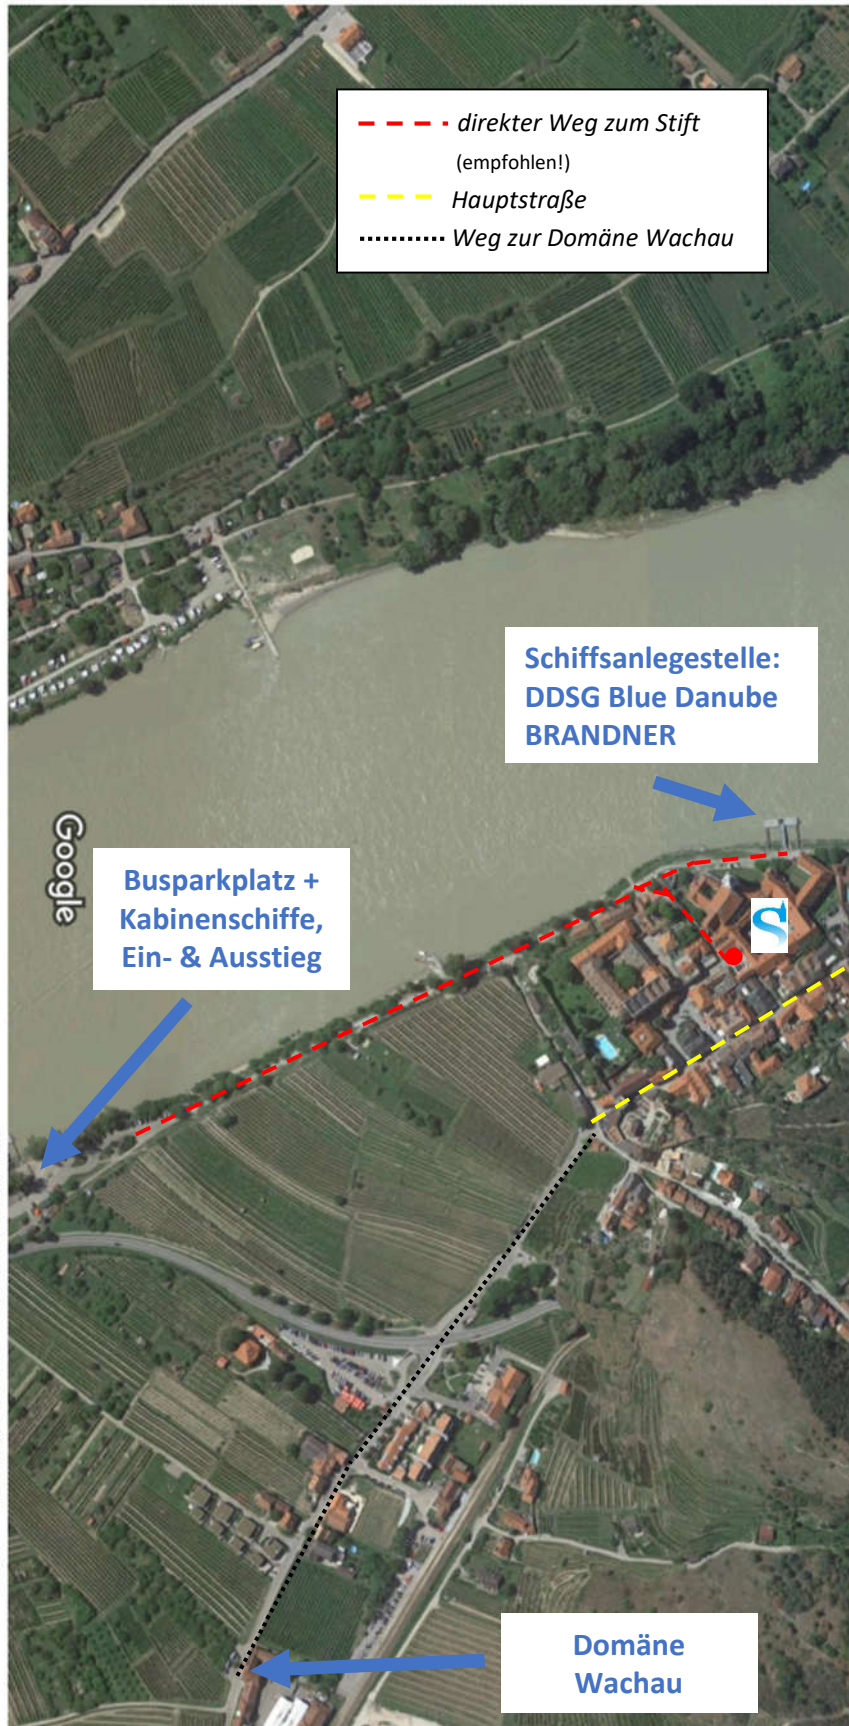 direkter Weg zum Stift
(empfohlen!)
Hauptstraße
Weg zur Domäne Wachau
Schiffsanlegestelle:
DDSG Blue Danube
BRANDNER
Google
Busparkplatz +
Kabinenschiffe,
Ein- & Ausstieg
S
Domäne
Wachau